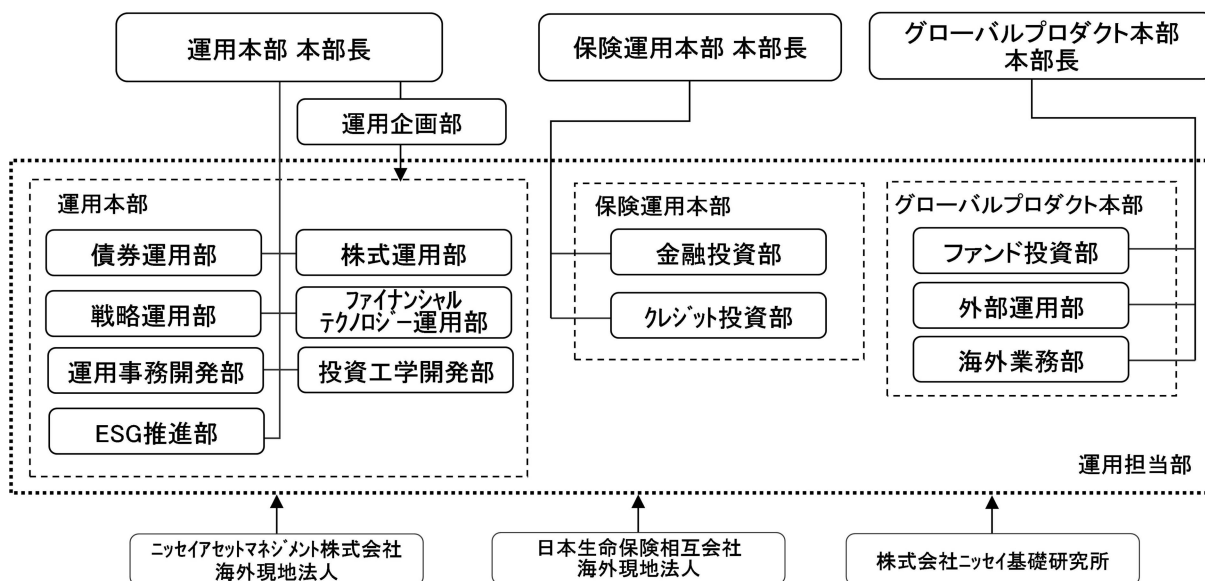 運用本部 本部長
保険運用本部 本部長
グローバルプロダクト本部
本部長
運用企画部
運用本部
債券運用部
株式運用部
戦略運用部
ファイナンシャル
テクノロジー運用部
運用事務開発部
投資工学開発部
ESG推進部
保険運用本部
金融投資部
クレジット投資部
グローバルプロダクト本部
ファンド投資部
外部運用部
海外業務部
運用担当部
ニッセイアセットマネジメント株式会社
海外現地法人
日本生命保険相互会社
海外現地法人
株式会社ニッセイ基礎研究所